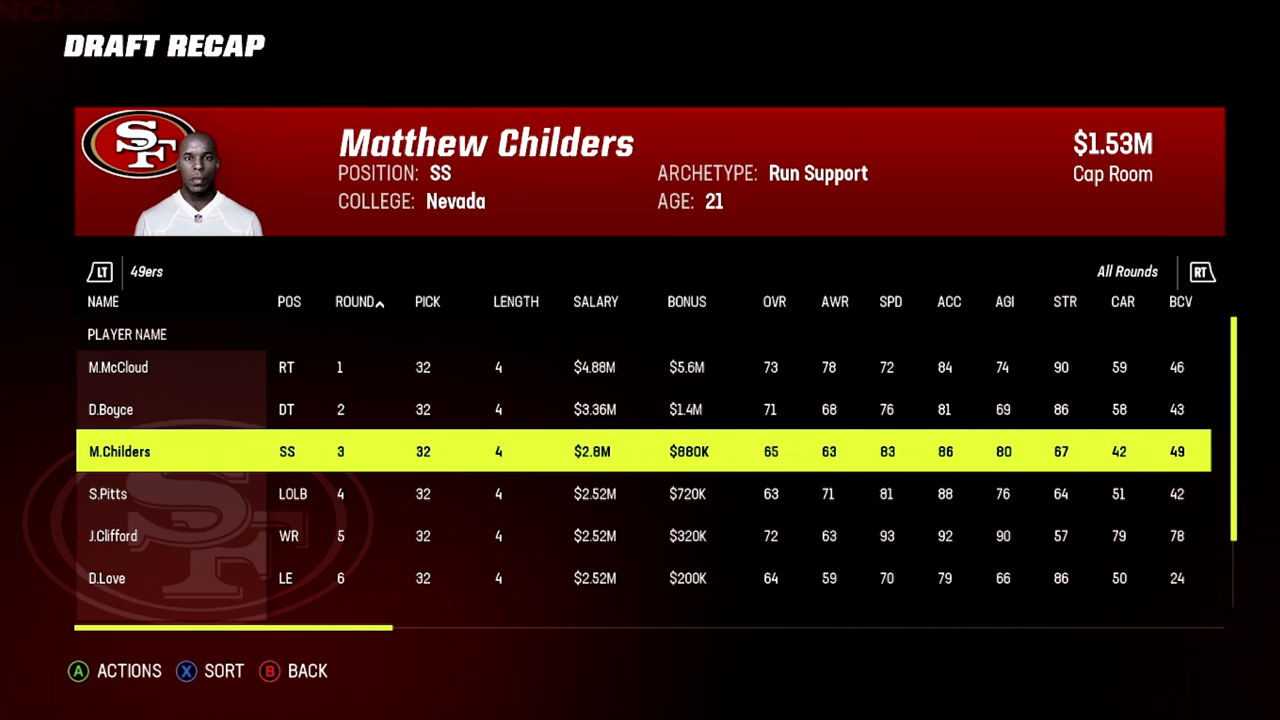 DRAFT RECAP
SF
Matthew Childers
$1.53M
POSITION: SS ARCHETYPE: Run Support Cap Room
COLLEGE: Nevada AGE: 21
LT 49ers All Rounds RT
NAME POS ROUND PICK LENGTH SALARY BONUS OVR AWR SPD ACC AGI STR CAR BCV
PLAYER NAME
M.McCloud RT 1 32 4 $4.88M $5.6M 73 78 72 84 74 90 59 46
D.Boyce DT 2 32 4 $3.36M $1.4M 71 68 76 81 69 86 58 43
M.Childers SS 3 32 4 $2.8M $880K 65 63 83 86 80 67 42 49
S.Pitts LOLB 4 32 4 $2.52M $720K 63 71 81 88 76 64 51 42
J.Clifford WR 5 32 4 $2.52M $320K 72 63 93 92 90 57 79 78
D.Love LE 6 32 4 $2.52M $200K 64 59 70 79 66 86 50 24
A ACTIONS X SORT B BACK